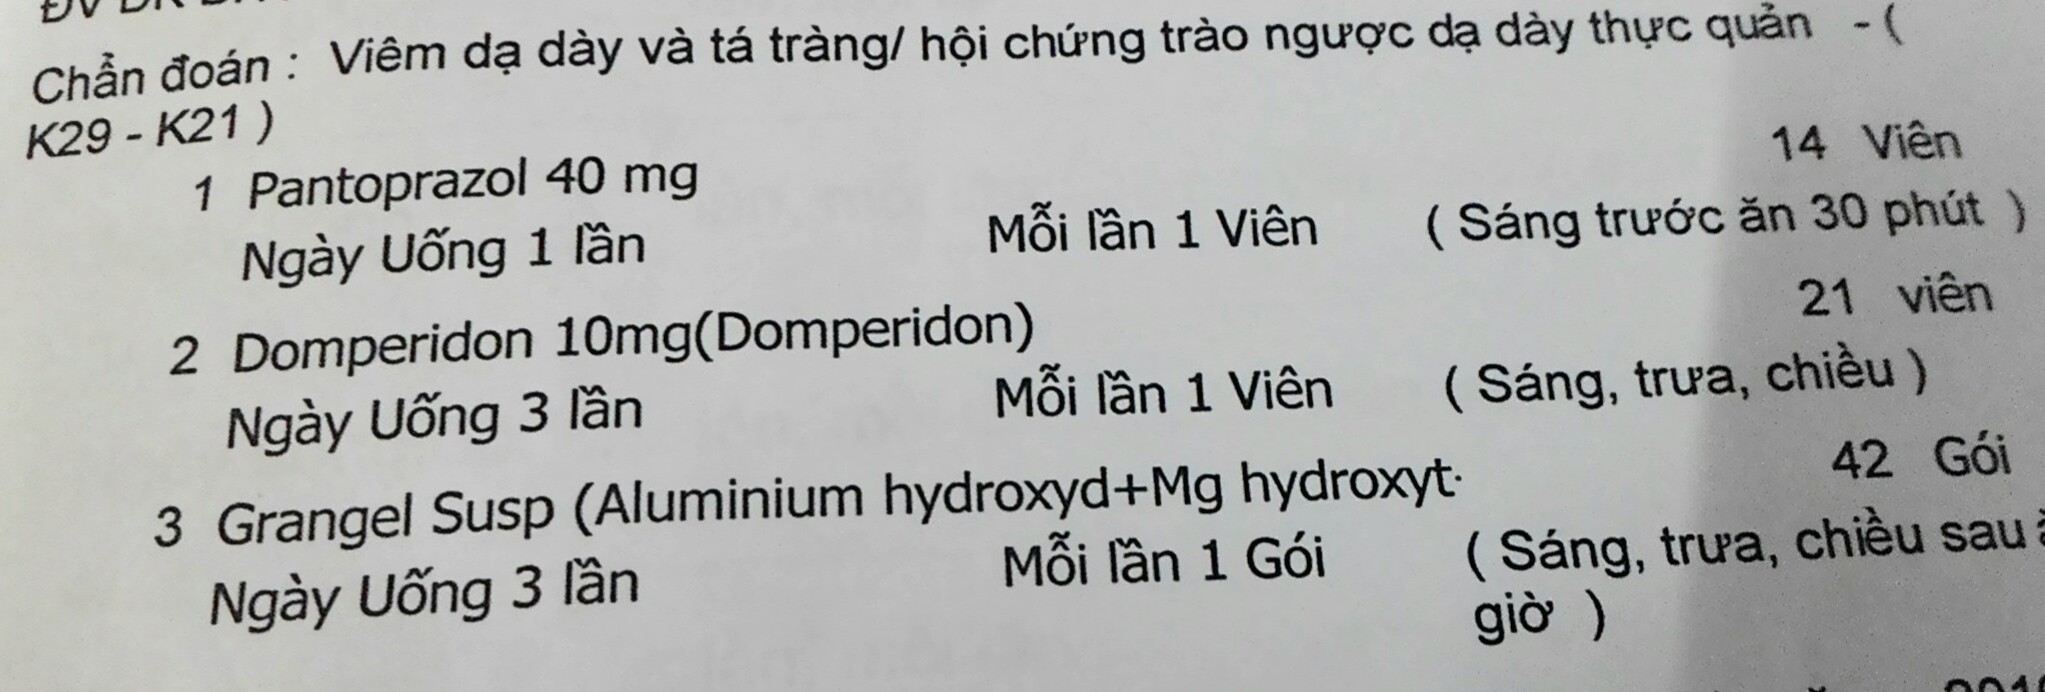 Chẩn đoán : Viêm dạ dày và tá tràng/ hội chứng trào ngược dạ dày thực quản - (
K29 - K21 )
1 Pantoprazol 40 mg 14 Viên
Ngày Uống 1 lần Mỗi lần 1 Viên ( Sáng trước ăn 30 phút )
2 Domperidon 10mg(Domperidon) 21 viên
Ngày Uống 3 lần Mỗi lần 1 Viên ( Sáng, trưa, chiều )
3 Grangel Susp (Aluminium hydroxyd+Mg hydroxyt 42 Gói
Ngày Uống 3 lần Mỗi lần 1 Gói ( Sáng, trưa, chiều sau
giờ )